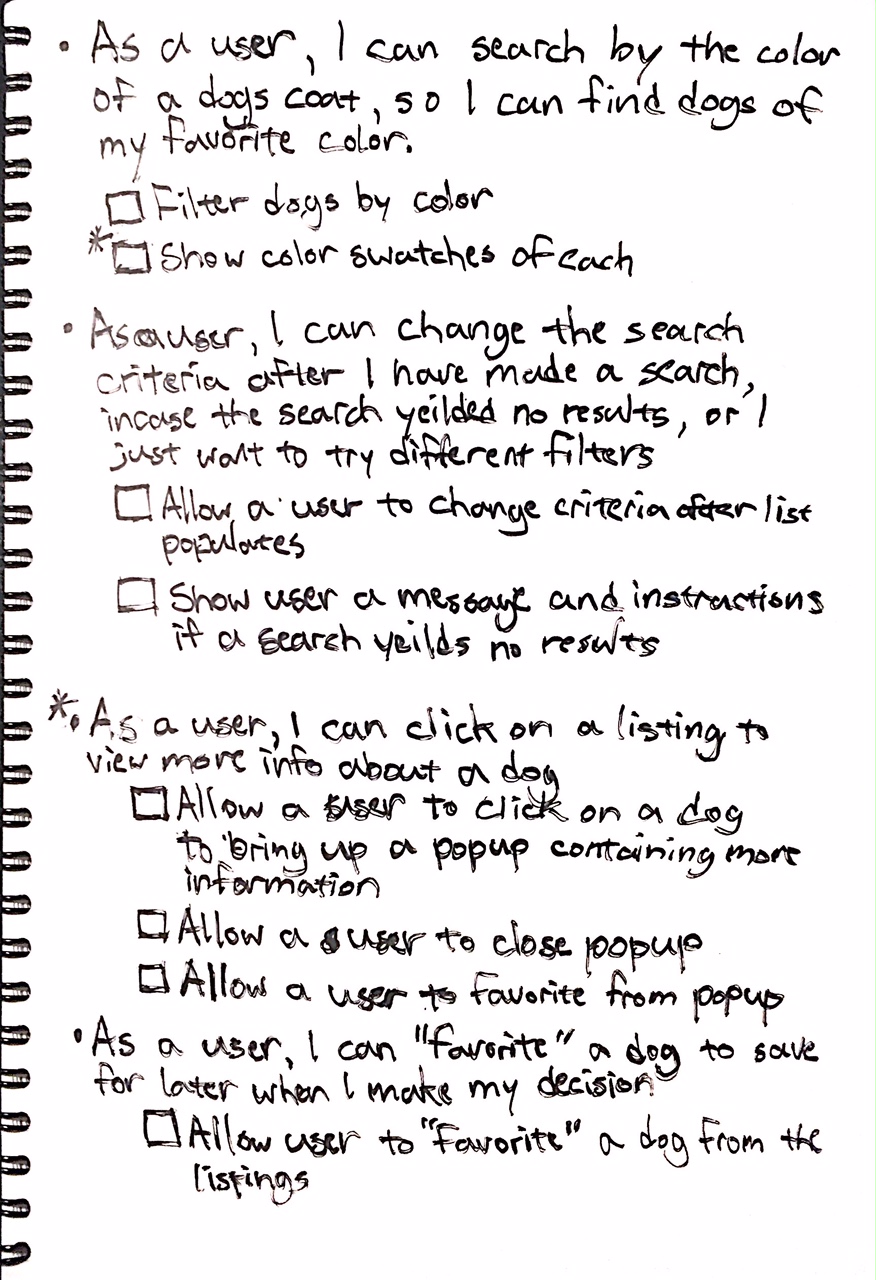 • As a user, I can search by the color
of a dogs coat, so I can find dogs of
my favorite color.
☐ Filter dogs by color
* ☐ Show color swatches of each
• As a user, I can change the search
criteria after I have made a search,
incase the search yeilded no results, or I
just want to try different filters
☐ Allow a user to change criteria after list
populates
☐ Show user a message and instructions
if a search yeilds no results
* • As a user, I can click on a listing to
view more info about a dog
☐ Allow a user to click on a dog
to bring up a popup containing more
information
☐ Allow a user to close popup
☐ Allow a user to favorite from popup
• As a user, I can "favorite" a dog to save
for later when I make my decision
☐ Allow user to "favorite" a dog from the
listings